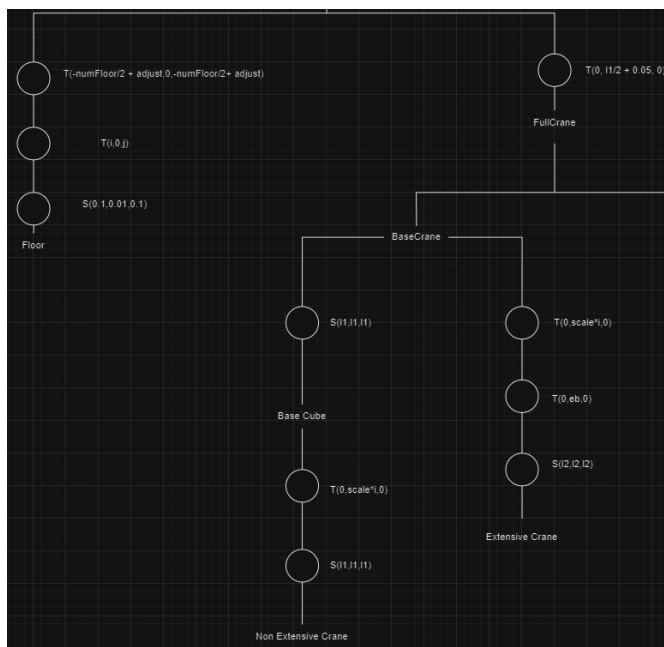 T(-numFloor/2 + adjust,0,-numFloor/2+ adjust)
T(0, l1/2 + 0.05, 0)
FullCrane
T(i,0,j)
S(0.1,0.01,0.1)
Floor
BaseCrane
S(l1,l1,l1)
T(0,scale*i,0)
T(0,eb,0)
Base Cube
S(l2,l2,l2)
T(0,scale*i,0)
Extensive Crane
S(l1,l1,l1)
Non Extensive Crane